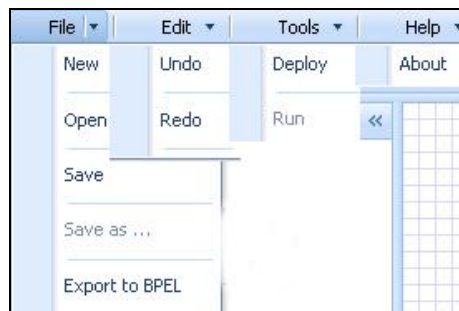 File Edit Tools Help
New Undo Deploy About
Open Redo Run
Save
Save as ...
Export to BPEL